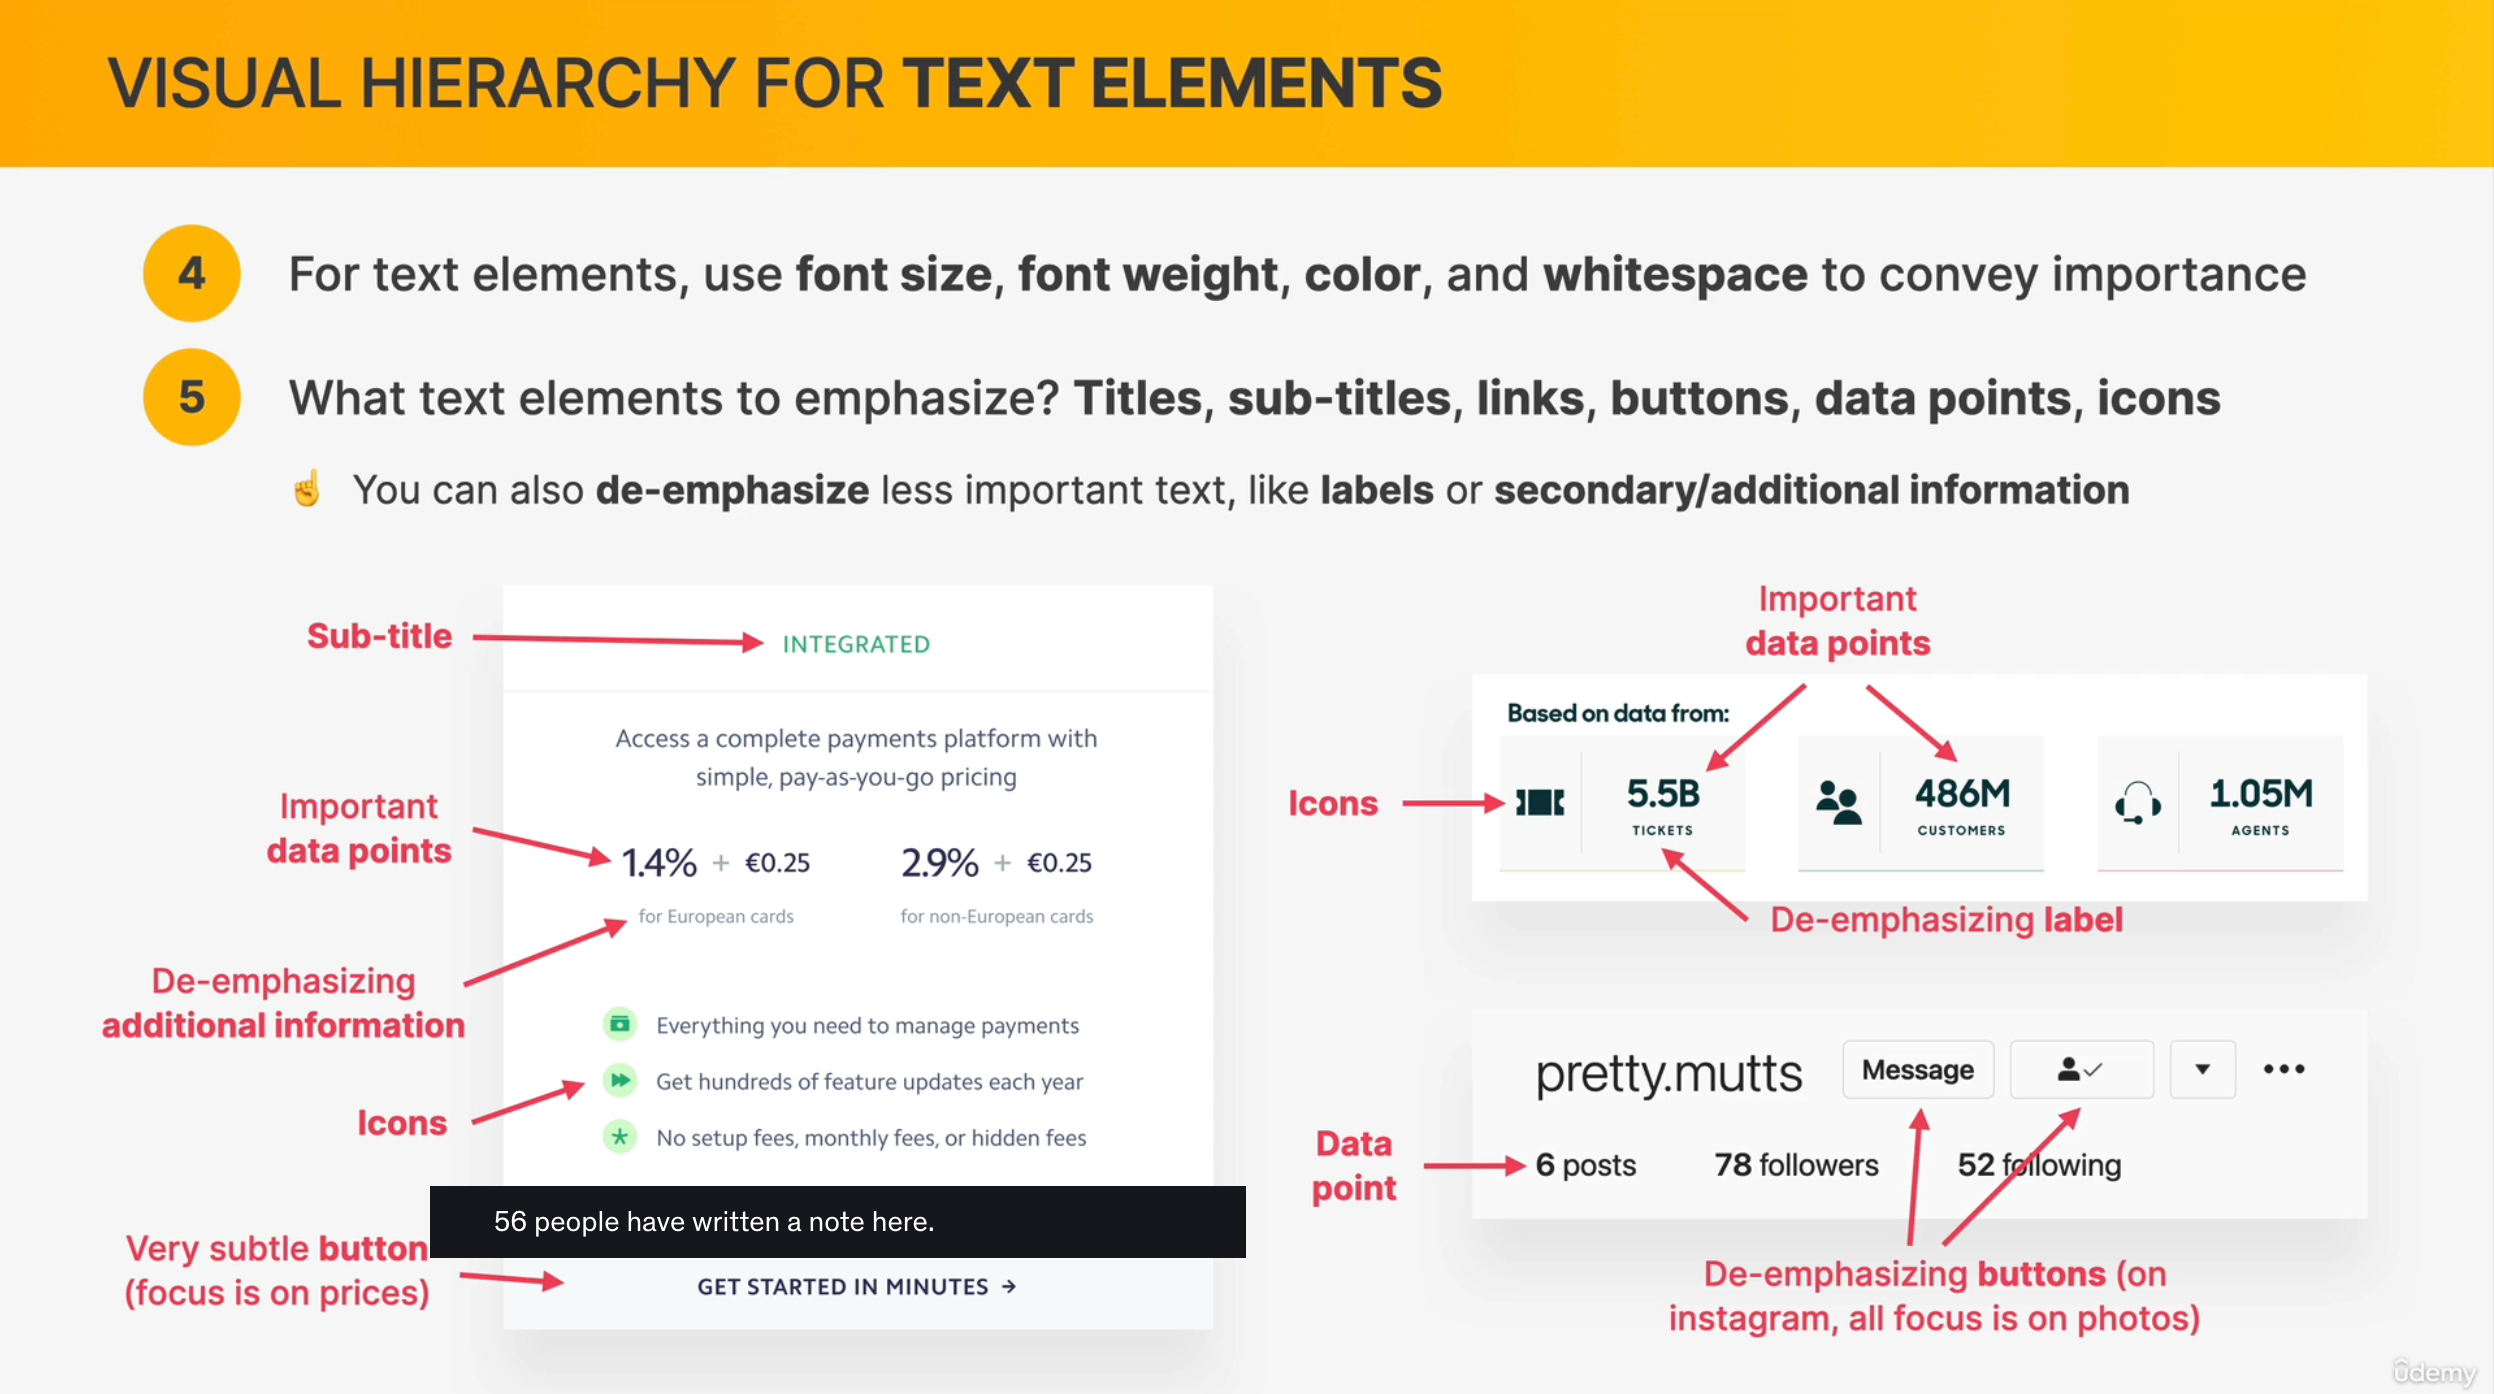 VISUAL HIERARCHY FOR TEXT ELEMENTS
4
For text elements, use font size, font weight, color, and whitespace to convey importance
5
What text elements to emphasize? Titles, sub-titles, links, buttons, data points, icons
☝ You can also de-emphasize less important text, like labels or secondary/additional information
Sub-title
INTEGRATED
Access a complete payments platform with
simple, pay-as-you-go pricing
Important
data points
1.4% + €0.25
2.9% + €0.25
for European cards
for non-European cards
De-emphasizing
additional information
Everything you need to manage payments
Get hundreds of feature updates each year
Icons
No setup fees, monthly fees, or hidden fees
56 people have written a note here.
Very subtle button
(focus is on prices)
GET STARTED IN MINUTES →
Important
data points
Based on data from:
Icons
5.5B
TICKETS
486M
CUSTOMERS
1.05M
AGENTS
De-emphasizing label
pretty.mutts
Message
Data
point
6 posts
78 followers
52 following
De-emphasizing buttons (on
instagram, all focus is on photos)
ûdemy